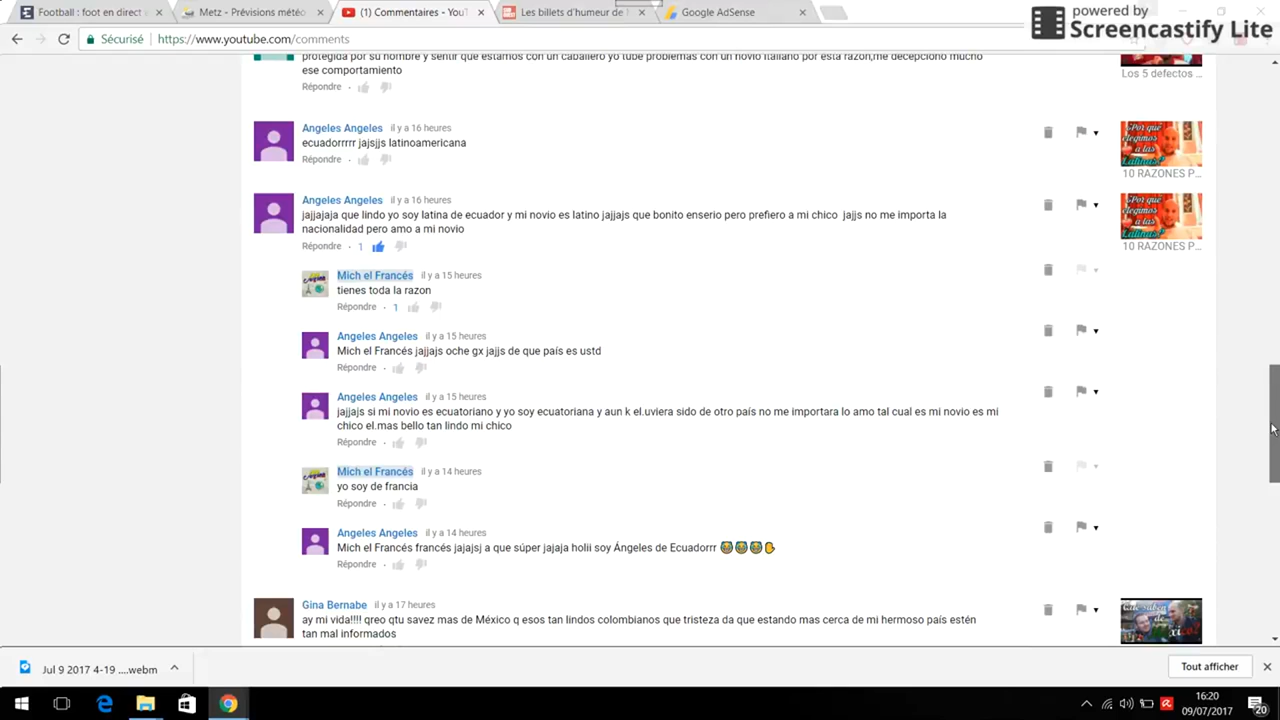 Football : foot en direct
Metz - Prévisions météo
(1) Commentaires - YouT
Les billets d'humeur de
Google AdSense
powered by
Screencastify Lite
Sécurisé
https://www.youtube.com/comments
protegida por su nombre y sentir que estamos con un caballero yo tube problemas con un novio italiano por esta razon,me decepciono mucho
ese comportamiento
Los 5 defectos ...
Répondre
Angeles Angeles il y a 16 heures
ecuadorrrrr jajsjjs latinoamericana
Répondre
¿Por qué
elegimos
a las
Latinas?
10 RAZONES P...
Angeles Angeles il y a 16 heures
jajjajaja que lindo yo soy latina de ecuador y mi novio es latino jajjajs que bonito enserio pero prefiero a mi chico jajjs no me importa la
nacionalidad pero amo a mi novio
Répondre · 1
¿Por qué
elegimos
a las
Latinas?
10 RAZONES P...
Mich el Francés il y a 15 heures
tienes toda la razon
Répondre · 1
Angeles Angeles il y a 15 heures
Mich el Francés jajjajs oche gx jajjs de que país es ustd
Répondre
Angeles Angeles il y a 15 heures
jajjajs si mi novio es ecuatoriano y yo soy ecuatoriana y aun k el.uviera sido de otro país no me importara lo amo tal cual es mi novio es mi
chico el.mas bello tan lindo mi chico
Répondre
Mich el Francés il y a 14 heures
yo soy de francia
Répondre
Angeles Angeles il y a 14 heures
Mich el Francés francés jajajsj a que súper jajaja holii soy Ángeles de Ecuadorrr
Répondre
Gina Bernabe il y a 17 heures
ay mi vida!!!! qreo qtu savez mas de México q esos tan lindos colombianos que tristeza da que estando mas cerca de mi hermoso país estén
tan mal informados
Jul 9 2017 4-19 ....webm
Tout afficher
16:20
09/07/2017
20